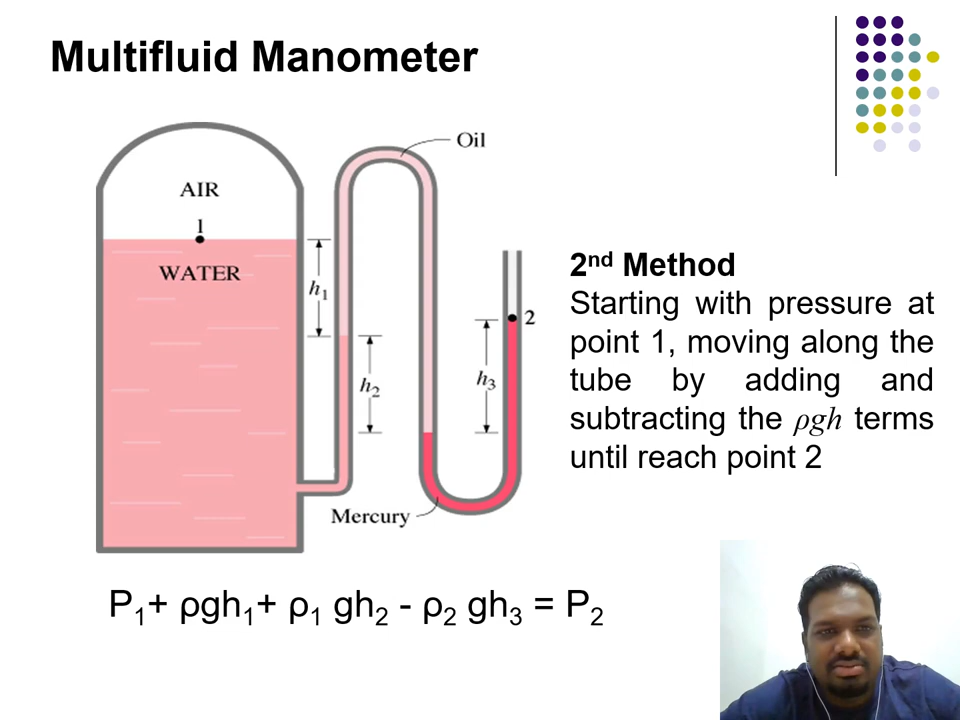 Multifluid Manometer
Oil
AIR
1
WATER
h₁
2
h₂
h₃
Mercury
2ⁿᵈ Method
Starting with pressure at
point 1, moving along the
tube by adding and
subtracting the ρgh terms
until reach point 2
P₁+ ρgh₁+ ρ₁ gh₂ - ρ₂ gh₃ = P₂